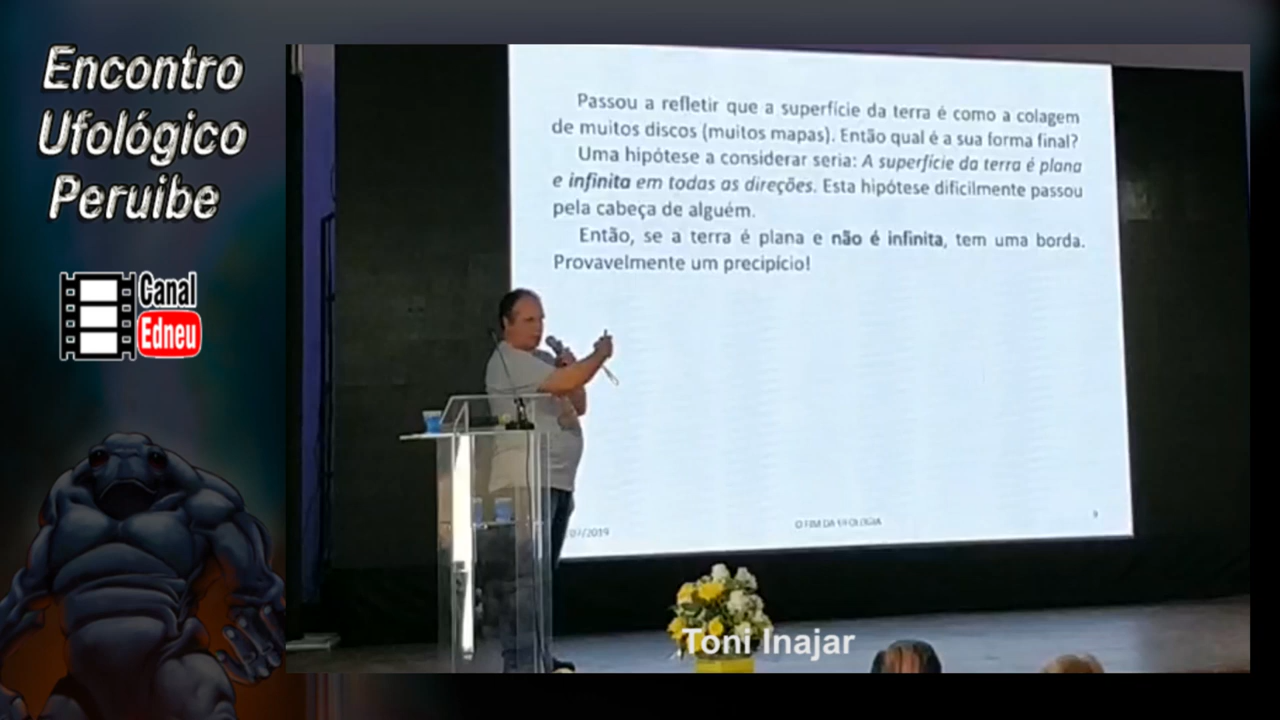 Encontro
Ufológico
Peruibe
Canal
Edneu
Passou a refletir que a superfície da terra é como a colagem
de muitos discos (muitos mapas). Então qual é a sua forma final?
Uma hipótese a considerar seria: A superfície da terra é plana
e infinita em todas as direções. Esta hipótese dificilmente passou
pela cabeça de alguém.
Então, se a terra é plana e não é infinita, tem uma borda.
Provavelmente um precipício!
/2019
O FIM DA UFOLOGIA
9
Toni Inajar